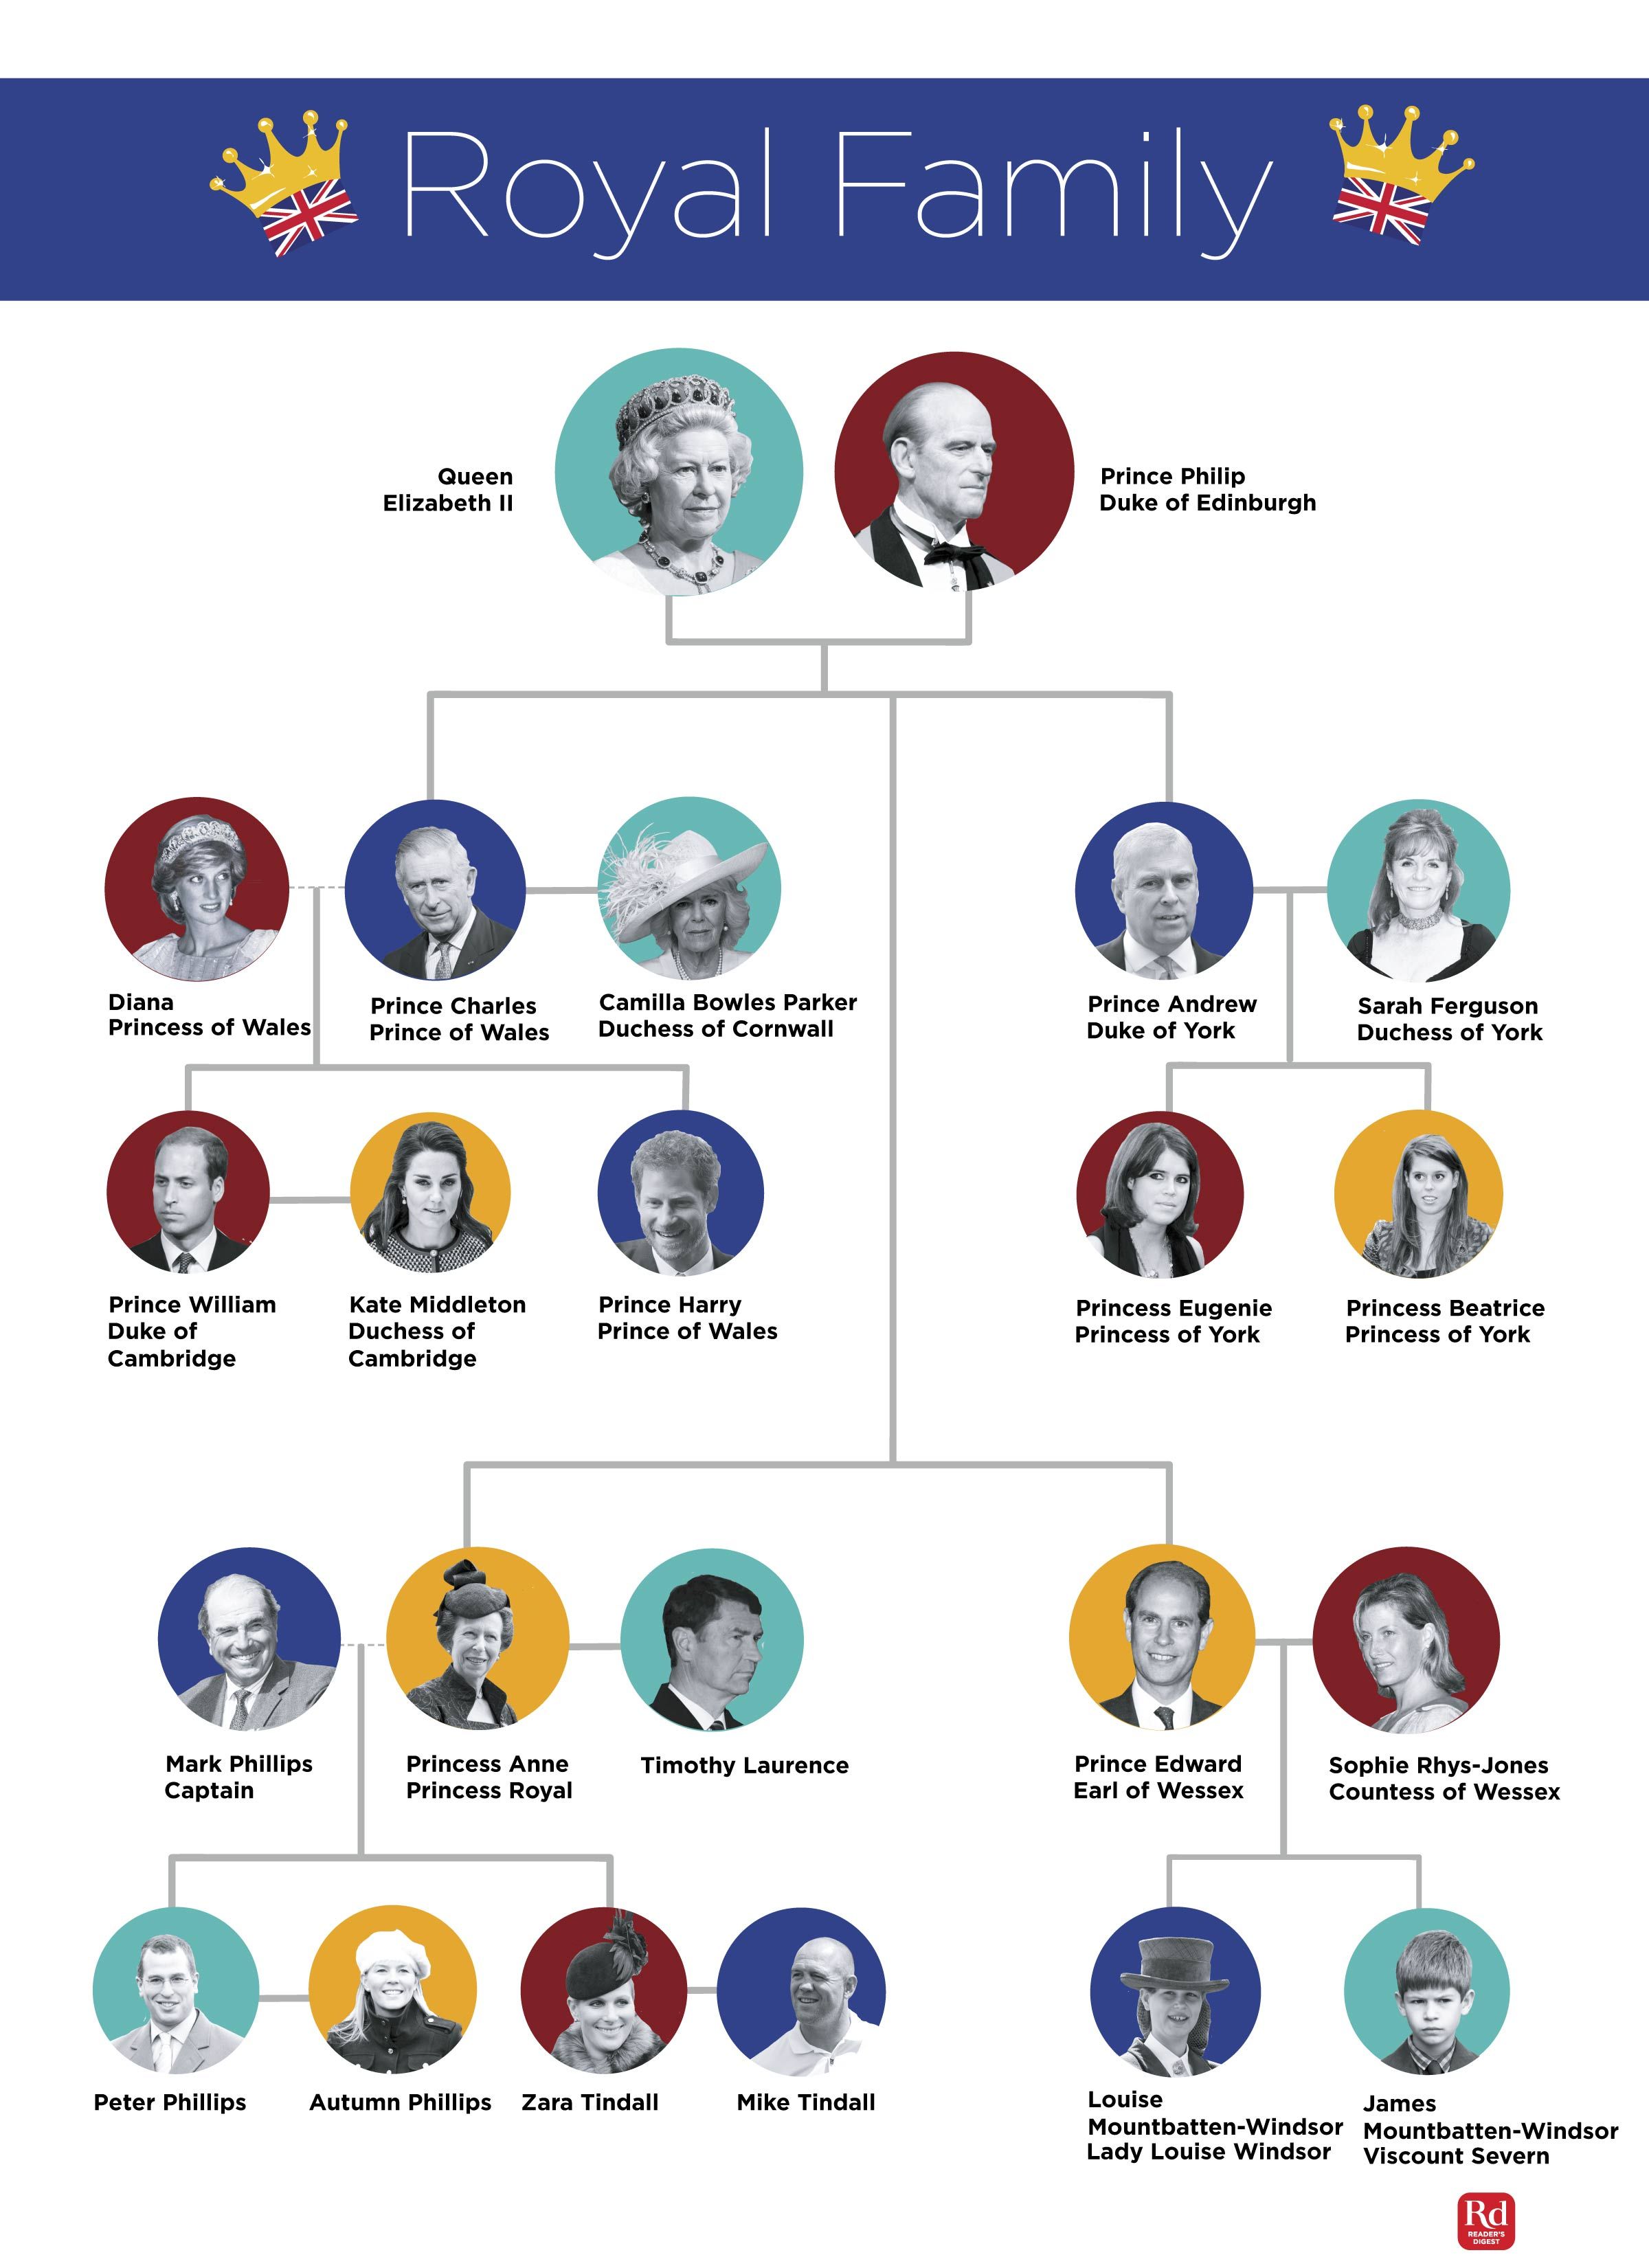 Royal Family
Queen
Elizabeth II
Prince Philip
Duke of Edinburgh
Diana
Princess of Wales
Prince Charles
Prince of Wales
Camilla Bowles Parker
Duchess of Cornwall
Prince Andrew
Duke of York
Sarah Ferguson
Duchess of York
Prince William
Duke of
Cambridge
Kate Middleton
Duchess of
Cambridge
Prince Harry
Prince of Wales
Princess Eugenie
Princess of York
Princess Beatrice
Princess of York
Mark Phillips
Captain
Princess Anne
Princess Royal
Timothy Laurence
Prince Edward
Earl of Wessex
Sophie Rhys-Jones
Countess of Wessex
Peter Phillips
Autumn Phillips
Zara Tindall
Mike Tindall
Louise
Mountbatten-Windsor
Lady Louise Windsor
James
Mountbatten-Windsor
Viscount Severn
Rd
READER'S
DIGEST